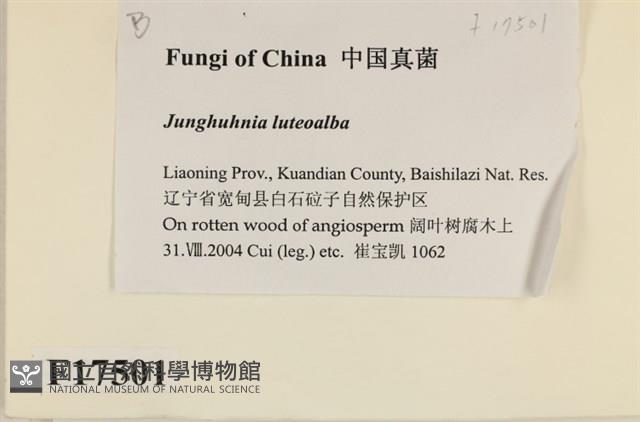 B
F 17501
Fungi of China 中国真菌
Junghuhnia luteoalba
Liaoning Prov., Kuandian County, Baishilazi Nat. Res.
辽宁省宽甸县白石砬子自然保护区
On rotten wood of angiosperm 阔叶树腐木上
31.Ⅷ.2004 Cui (leg.) etc. 崔宝凯 1062
F17501
國立自然科學博物館
NATIONAL MUSEUM OF NATURAL SCIENCE